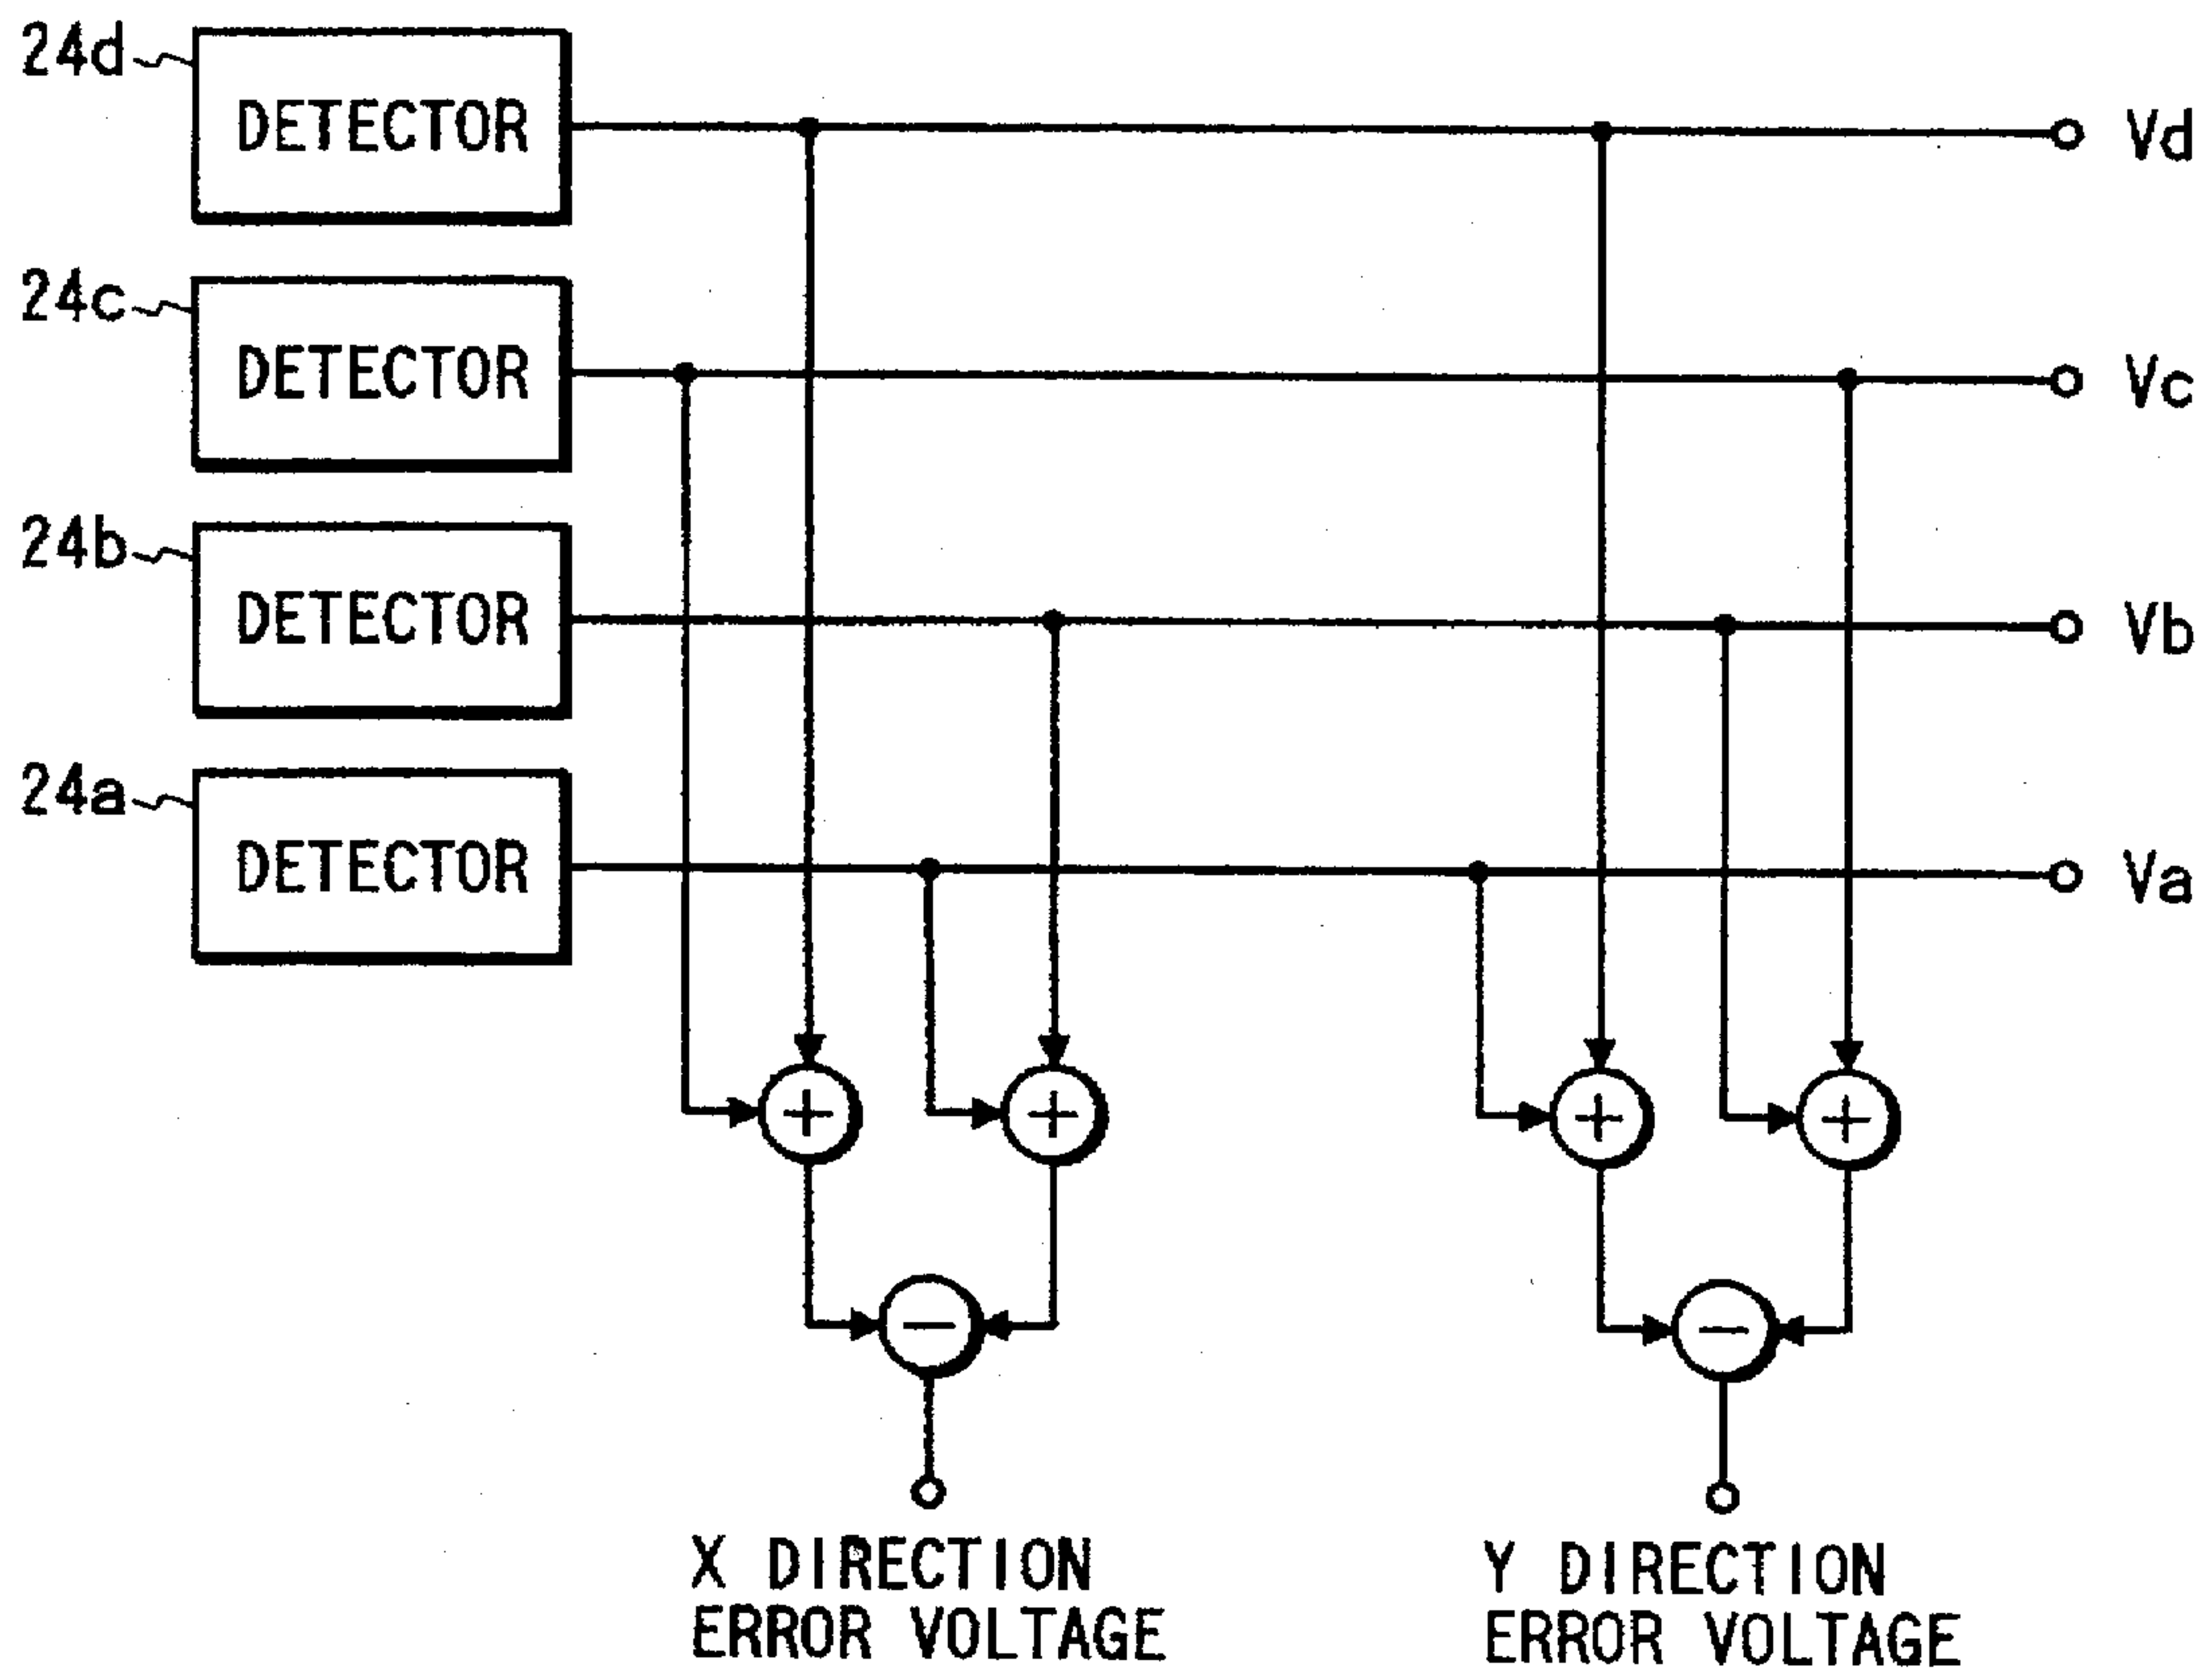 24d
DETECTOR
Vd
24c
DETECTOR
Vc
24b
DETECTOR
Vb
24a
DETECTOR
Va
+
+
+
+
−
−
X DIRECTION
ERROR VOLTAGE
Y DIRECTION
ERROR VOLTAGE